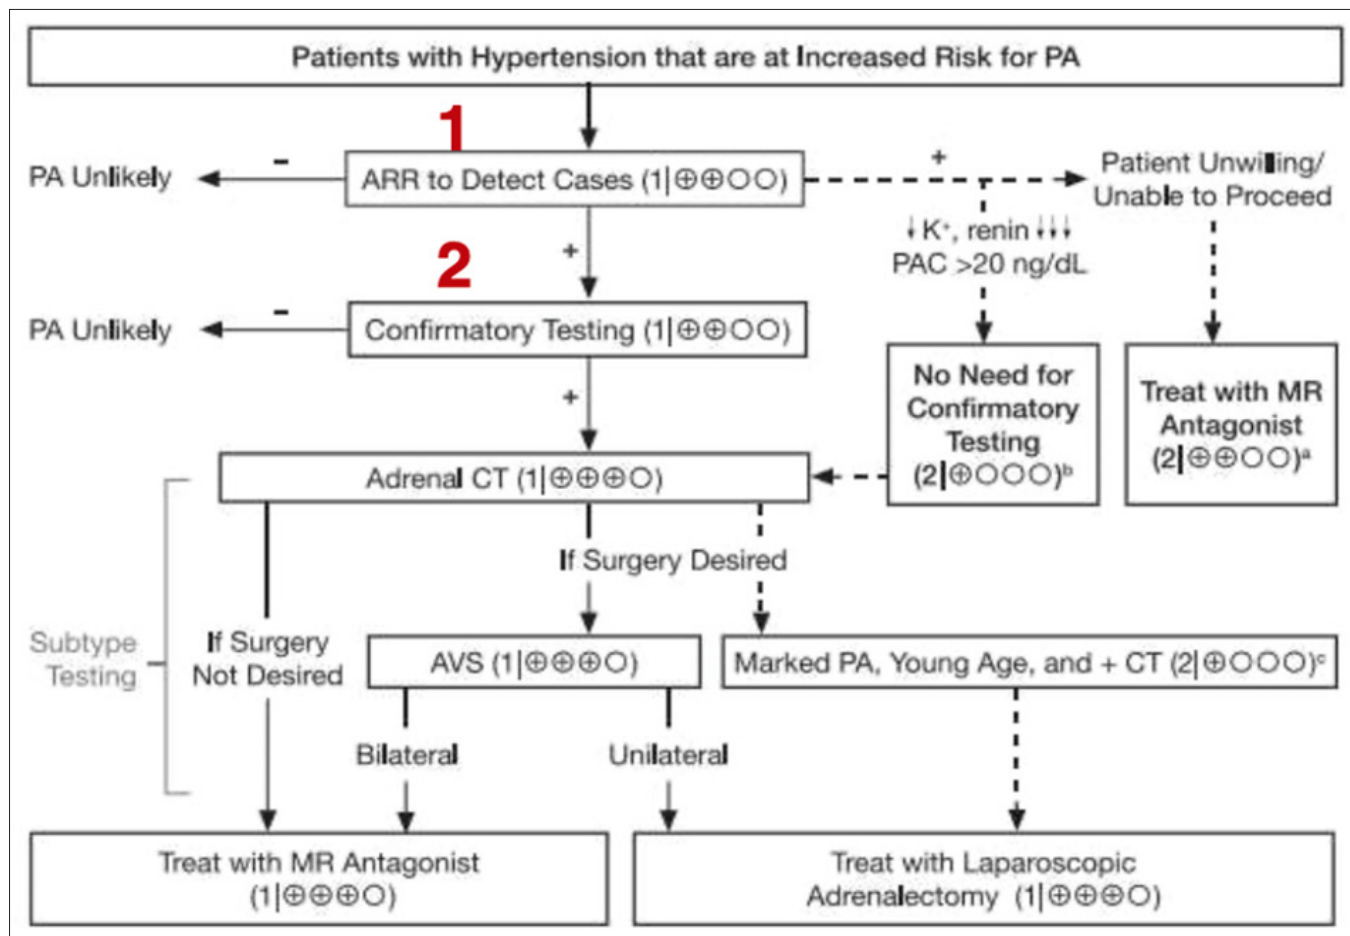 Patients with Hypertension that are at Increased Risk for PA
1
PA Unlikely
−
ARR to Detect Cases (1|⊕⊕○○)
+
Patient Unwilling/
Unable to Proceed
↓K⁺, renin ↓↓↓
PAC >20 ng/dL
+
2
PA Unlikely
−
Confirmatory Testing (1|⊕⊕○○)
+
No Need for
Confirmatory
Testing
(2|⊕○○○)ᵇ
Treat with MR
Antagonist
(2|⊕⊕○○)ᵃ
Adrenal CT (1|⊕⊕⊕○)
If Surgery Desired
Subtype
Testing
If Surgery
Not Desired
AVS (1|⊕⊕⊕○)
Marked PA, Young Age, and + CT (2|⊕○○○)ᶜ
Bilateral
Unilateral
Treat with MR Antagonist
(1|⊕⊕⊕○)
Treat with Laparoscopic
Adrenalectomy (1|⊕⊕⊕○)